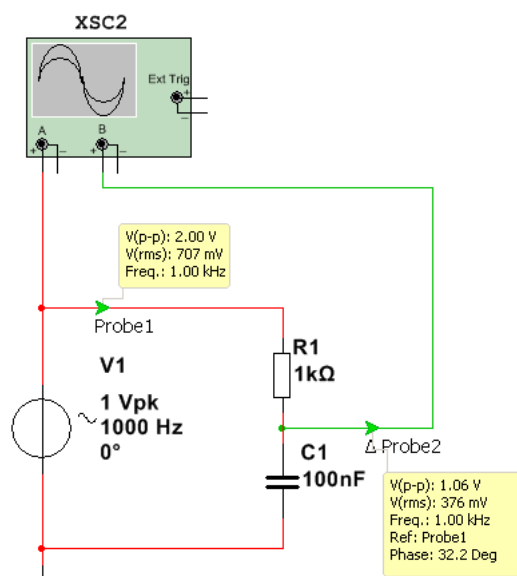 XSC2
Ext Trig
+
−
A
B
+
−
+
−
V(p-p): 2.00 V
V(rms): 707 mV
Freq.: 1.00 kHz
Probe1
R1
1kΩ
V1
1 Vpk
1000 Hz
0°
Δ Probe2
C1
100nF
V(p-p): 1.06 V
V(rms): 376 mV
Freq.: 1.00 kHz
Ref: Probe1
Phase: 32.2 Deg